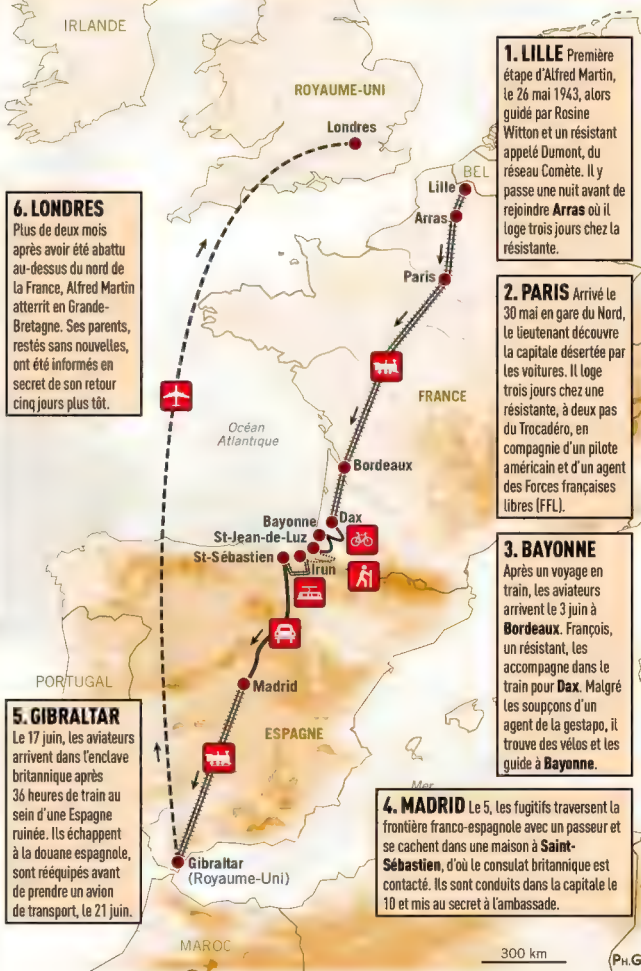 IRLANDE
ROYAUME-UNI
Londres
BEL
Lille
Arras
Paris
FRANCE
Océan
Atlantique
Bordeaux
Dax
Bayonne
St-Jean-de-Luz
St-Sébastien
Irun
PORTUGAL
Madrid
ESPAGNE
Mer
Gibraltar
(Royaume-Uni)
MAROC
300 km
PH.G
1. LILLE Première
étape d'Alfred Martin,
le 26 mai 1943, alors
guidé par Rosine
Witton et un résistant
appelé Dumont, du
réseau Comète. Il y
passe une nuit avant de
rejoindre Arras où il
loge trois jours chez la
résistante.
2. PARIS Arrivé le
30 mai en gare du Nord,
le lieutenant découvre
la capitale désertée par
les voitures. Il loge
trois jours chez une
résistante, à deux pas
du Trocadéro, en
compagnie d'un pilote
américain et d'un agent
des Forces françaises
libres (FFL).
3. BAYONNE
Après un voyage en
train, les aviateurs
arrivent le 3 juin à
Bordeaux. François,
un résistant, les
accompagne dans le
train pour Dax. Malgré
les soupçons d'un
agent de la gestapo, il
trouve des vélos et les
guide à Bayonne.
4. MADRID Le 5, les fugitifs traversent la
frontière franco-espagnole avec un passeur et
se cachent dans une maison à Saint-
Sébastien, d'où le consulat britannique est
contacté. Ils sont conduits dans la capitale le
10 et mis au secret à l'ambassade.
5. GIBRALTAR
Le 17 juin, les aviateurs
arrivent dans l'enclave
britannique après
36 heures de train au
sein d'une Espagne
ruinée. Ils échappent
à la douane espagnole,
sont rééquipés avant
de prendre un avion
de transport, le 21 juin.
6. LONDRES
Plus de deux mois
après avoir été abattu
au-dessus du nord de
la France, Alfred Martin
atterrit en Grande-
Bretagne. Ses parents,
restés sans nouvelles,
ont été informés en
secret de son retour
cinq jours plus tôt.